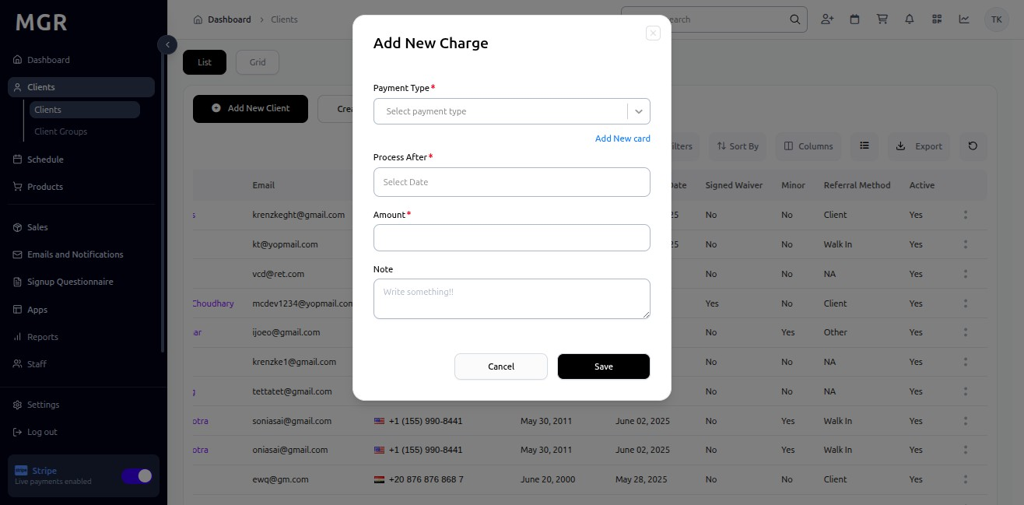 MGR
Dashboard > Clients
earch
TK
Dashboard
Clients
Clients
Client Groups
Schedule
Products
Sales
Emails and Notifications
Signup Questionnaire
Apps
Reports
Staff
Settings
Log out
Stripe
Live payments enabled
List
Grid
Add New Client
Crea
ilters
Sort By
Columns
Export
Email
Date
Signed Waiver
Minor
Referral Method
Active
krenzkeght@gmail.com 25 No No Client Yes
kt@yopmail.com 25 No No Walk In Yes
vcd@ret.com No No NA Yes
Choudhary mcdev1234@yopmail.con Yes No Client Yes
ar ijoeo@gmail.com No Yes Other Yes
krenzke1@gmail.com No No NA Yes
tettatet@gmail.com No No NA Yes
otra soniasai@gmail.com +1 (155) 990-8441 May 30, 2011 June 02, 2025 No Yes Walk In Yes
otra oniasai@gmail.com +1 (155) 990-8441 May 30, 2011 June 02, 2025 No Yes Walk In Yes
ewq@gm.com +20 876 876 868 7 June 20, 2000 May 28, 2025 No No Client Yes
Add New Charge
Payment Type*
Select payment type
Add New card
Process After*
Select Date
Amount*
Note
Write something!!
Cancel
Save